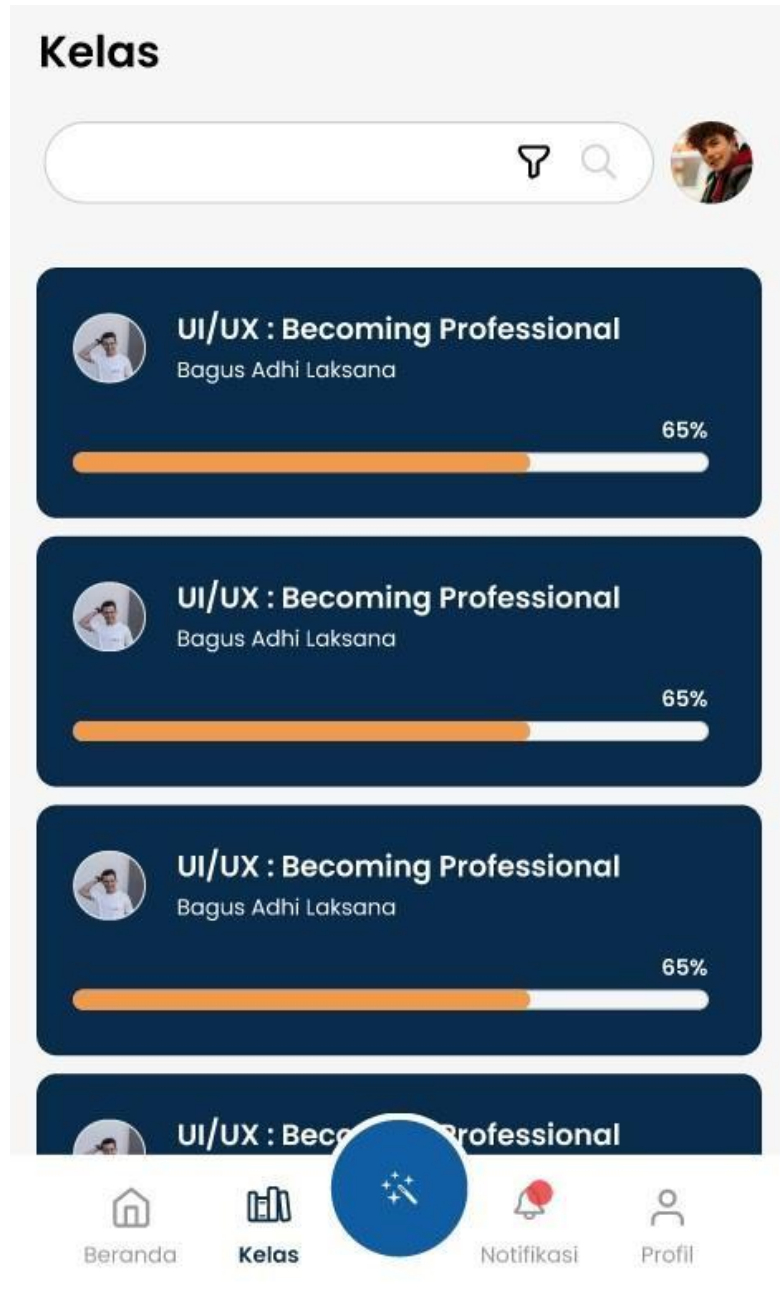 Kelas
UI/UX : Becoming Professional
Bagus Adhi Laksana
65%
UI/UX : Becoming Professional
Bagus Adhi Laksana
65%
UI/UX : Becoming Professional
Bagus Adhi Laksana
65%
UI/UX : Beco rofessional
Beranda
Kelas
Notifikasi
Profil